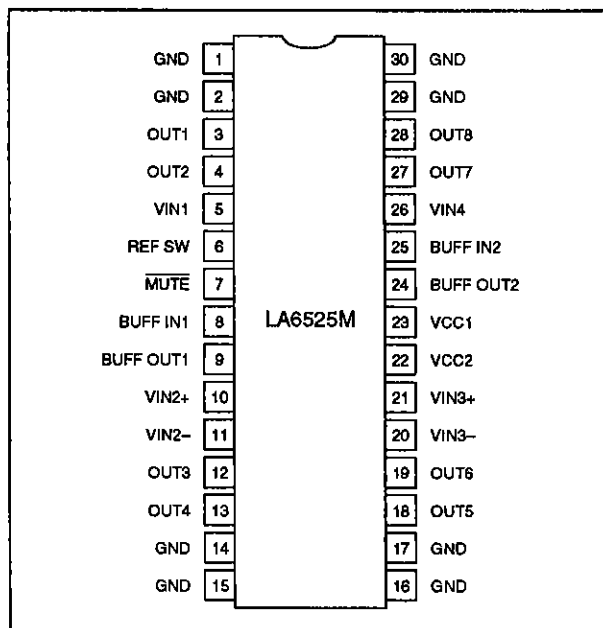 GND 1 30 GND
GND 2 29 GND
OUT1 3 28 OUT8
OUT2 4 27 OUT7
VIN1 5 26 VIN4
REF SW 6 25 BUFF IN2
MUTE 7 24 BUFF OUT2
BUFF IN1 8 LA6525M 23 VCC1
BUFF OUT1 9 22 VCC2
VIN2+ 10 21 VIN3+
VIN2− 11 20 VIN3−
OUT3 12 19 OUT6
OUT4 13 18 OUT5
GND 14 17 GND
GND 15 16 GND